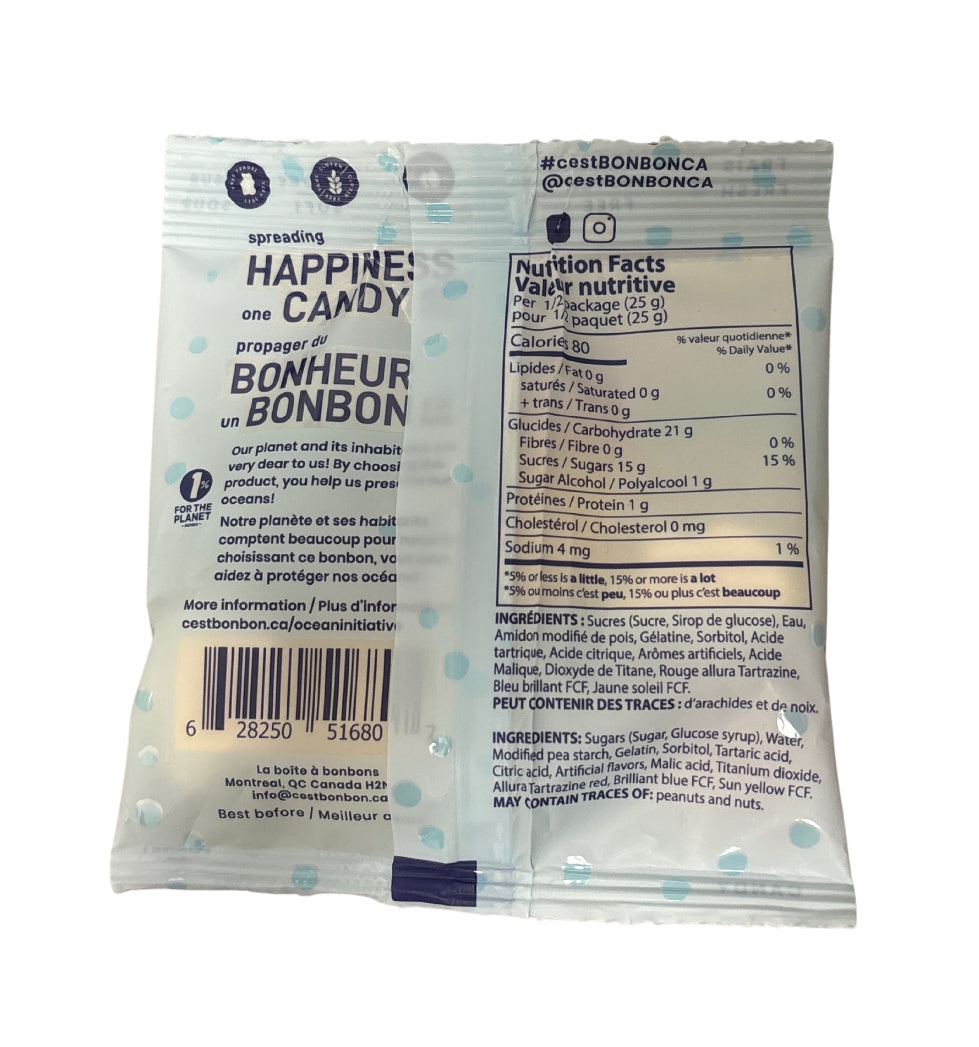 #cestBONBONCA
@cestBONBONCA
spreading
HAPPINESS
one CANDY
propager du
BONHEUR
un BONBON
Our planet and its
very dear to us! By
product, you help us
oceans!
1%
FOR THE
PLANET
Notre planète et ses
comptent beaucoup pour
choisissant ce bonbon,
aidez à protéger nos
More information / Plus
cestbonbon.ca/oceaninitiative
6 28250 51680 7
La boîte à bonbons
Montreal, QC Canada
info@cestbonbon.ca
Best before / Meilleur
Nutrition Facts
Valeur nutritive
Per 1/2 package (25 g)
pour 1/2 paquet (25 g)
Calories 80
% valeur quotidienne*
% Daily Value*
Lipides / Fat 0 g 0 %
saturés / Saturated 0 g 0 %
+ trans / Trans 0 g
Glucides / Carbohydrate 21 g
Fibres / Fibre 0 g 0 %
Sucres / Sugars 15 g 15 %
Sugar Alcohol / Polyalcool 1 g
Protéines / Protein 1 g
Cholestérol / Cholesterol 0 mg
Sodium 4 mg 1 %
*5% or less is a little, 15% or more is a lot
*5% ou moins c'est peu, 15% ou plus c'est beaucoup
INGRÉDIENTS : Sucres (Sucre, Sirop de glucose), Eau,
Amidon modifié de pois, Gélatine, Sorbitol, Acide
tartrique, Acide citrique, Arômes artificiels, Acide
Malique, Dioxyde de Titane, Rouge allura Tartrazine,
Bleu brillant FCF, Jaune soleil FCF.
PEUT CONTENIR DES TRACES : d'arachides et de noix.
INGREDIENTS: Sugars (Sugar, Glucose syrup), Water,
Modified pea starch, Gelatin, Sorbitol, Tartaric acid,
Citric acid, Artificial flavors, Malic acid, Titanium dioxide,
Allura Tartrazine red, Brilliant blue FCF, Sun yellow FCF.
MAY CONTAIN TRACES OF: peanuts and nuts.